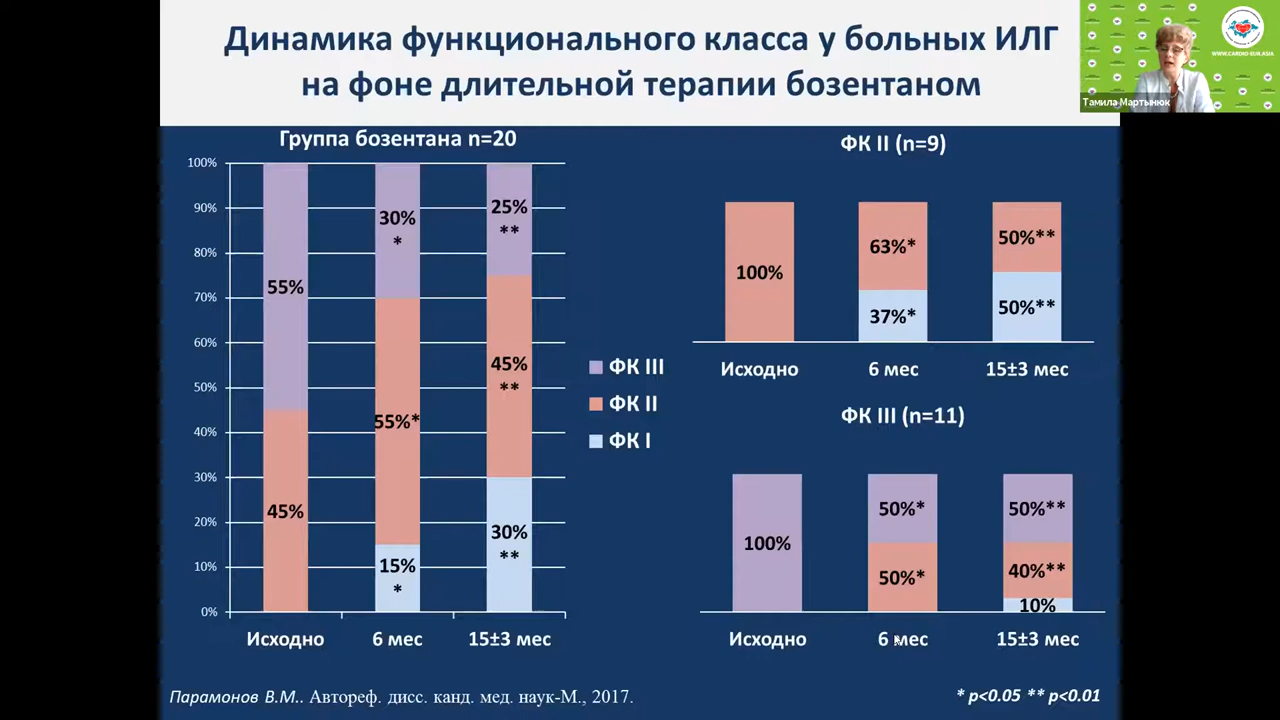 Динамика функционального класса у больных ИЛГ
на фоне длительной терапии бозентаном
WWW.CARDIO-EUR.ASIA
Тамила Мартынюк
Группа бозентана n=20
100%
90%
80%
70%
60%
50%
40%
30%
20%
10%
0%
55%
45%
30%
*
55%*
15%
*
25%
**
45%
**
30%
**
Исходно
6 мес
15±3 мес
ФК III
ФК II
ФК I
ФК II (n=9)
100%
63%*
37%*
50%**
50%**
Исходно
6 мес
15±3 мес
ФК III (n=11)
100%
50%*
50%*
50%**
40%**
10%
Исходно
6 мес
15±3 мес
Парамонов В.М.. Автореф. дисс. канд. мед. наук-М., 2017.
* p<0.05 ** p<0.01